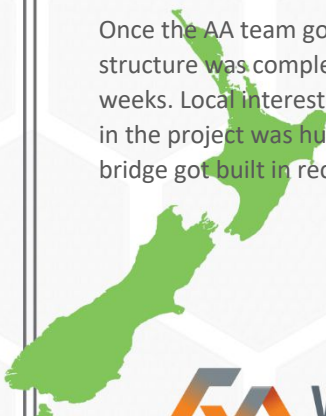 Once the AA team go
structure was comple
weeks. Local interest
in the project was hu
bridge got built in rec